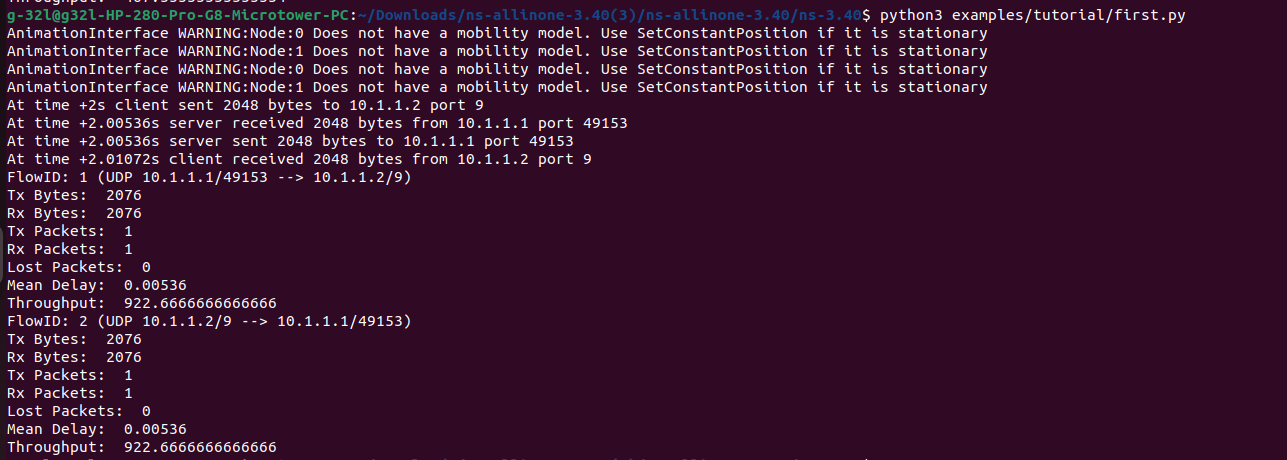 g-32l@g32l-HP-280-Pro-G8-Microtower-PC:~/Downloads/ns-allinone-3.40(3)/ns-allinone-3.40/ns-3.40$ python3 examples/tutorial/first.py
AnimationInterface WARNING:Node:0 Does not have a mobility model. Use SetConstantPosition if it is stationary
AnimationInterface WARNING:Node:1 Does not have a mobility model. Use SetConstantPosition if it is stationary
AnimationInterface WARNING:Node:0 Does not have a mobility model. Use SetConstantPosition if it is stationary
AnimationInterface WARNING:Node:1 Does not have a mobility model. Use SetConstantPosition if it is stationary
At time +2s client sent 2048 bytes to 10.1.1.2 port 9
At time +2.00536s server received 2048 bytes from 10.1.1.1 port 49153
At time +2.00536s server sent 2048 bytes to 10.1.1.1 port 49153
At time +2.01072s client received 2048 bytes from 10.1.1.2 port 9
FlowID: 1 (UDP 10.1.1.1/49153 --> 10.1.1.2/9)
Tx Bytes:  2076
Rx Bytes:  2076
Tx Packets:  1
Rx Packets:  1
Lost Packets:  0
Mean Delay:  0.00536
Throughput:  922.6666666666666
FlowID: 2 (UDP 10.1.1.2/9 --> 10.1.1.1/49153)
Tx Bytes:  2076
Rx Bytes:  2076
Tx Packets:  1
Rx Packets:  1
Lost Packets:  0
Mean Delay:  0.00536
Throughput:  922.6666666666666